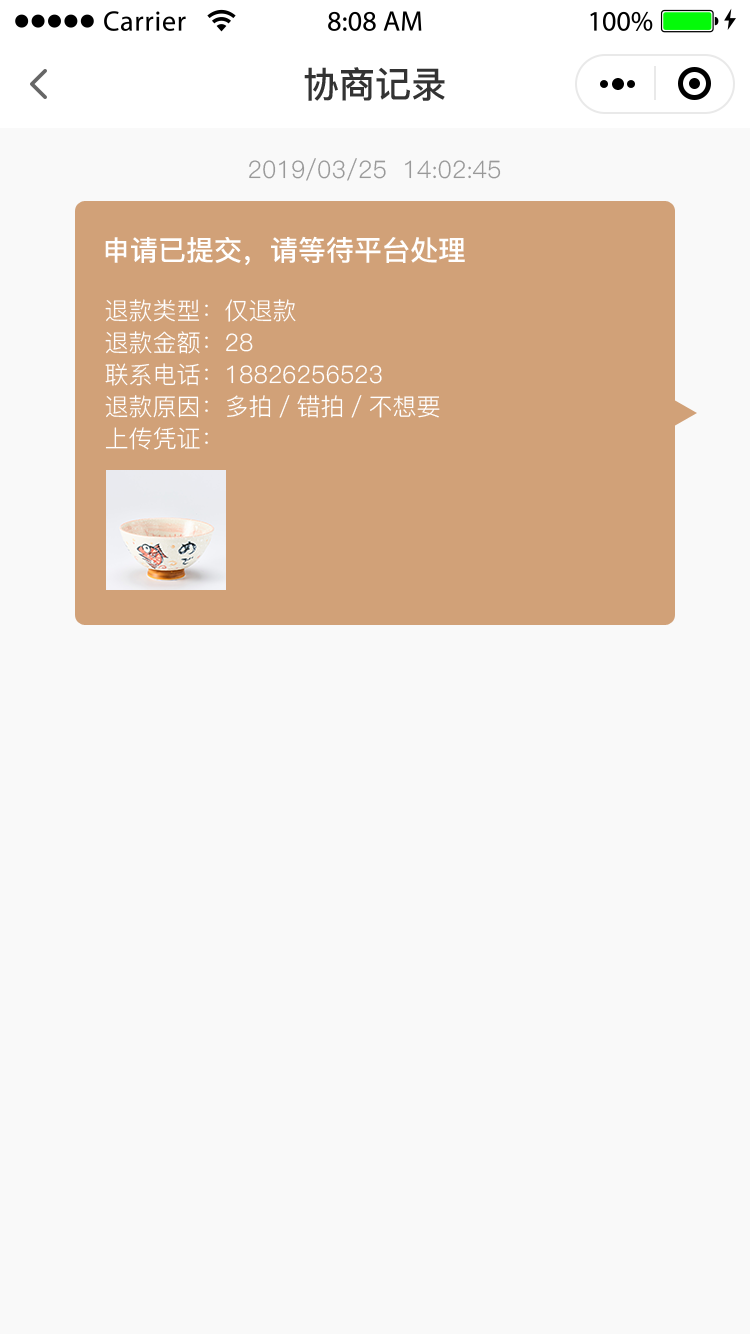 Carrier 8:08 AM 100%
协商记录
2019/03/25 14:02:45
申请已提交，请等待平台处理
退款类型：仅退款
退款金额：28
联系电话：18826256523
退款原因：多拍 / 错拍 / 不想要
上传凭证：